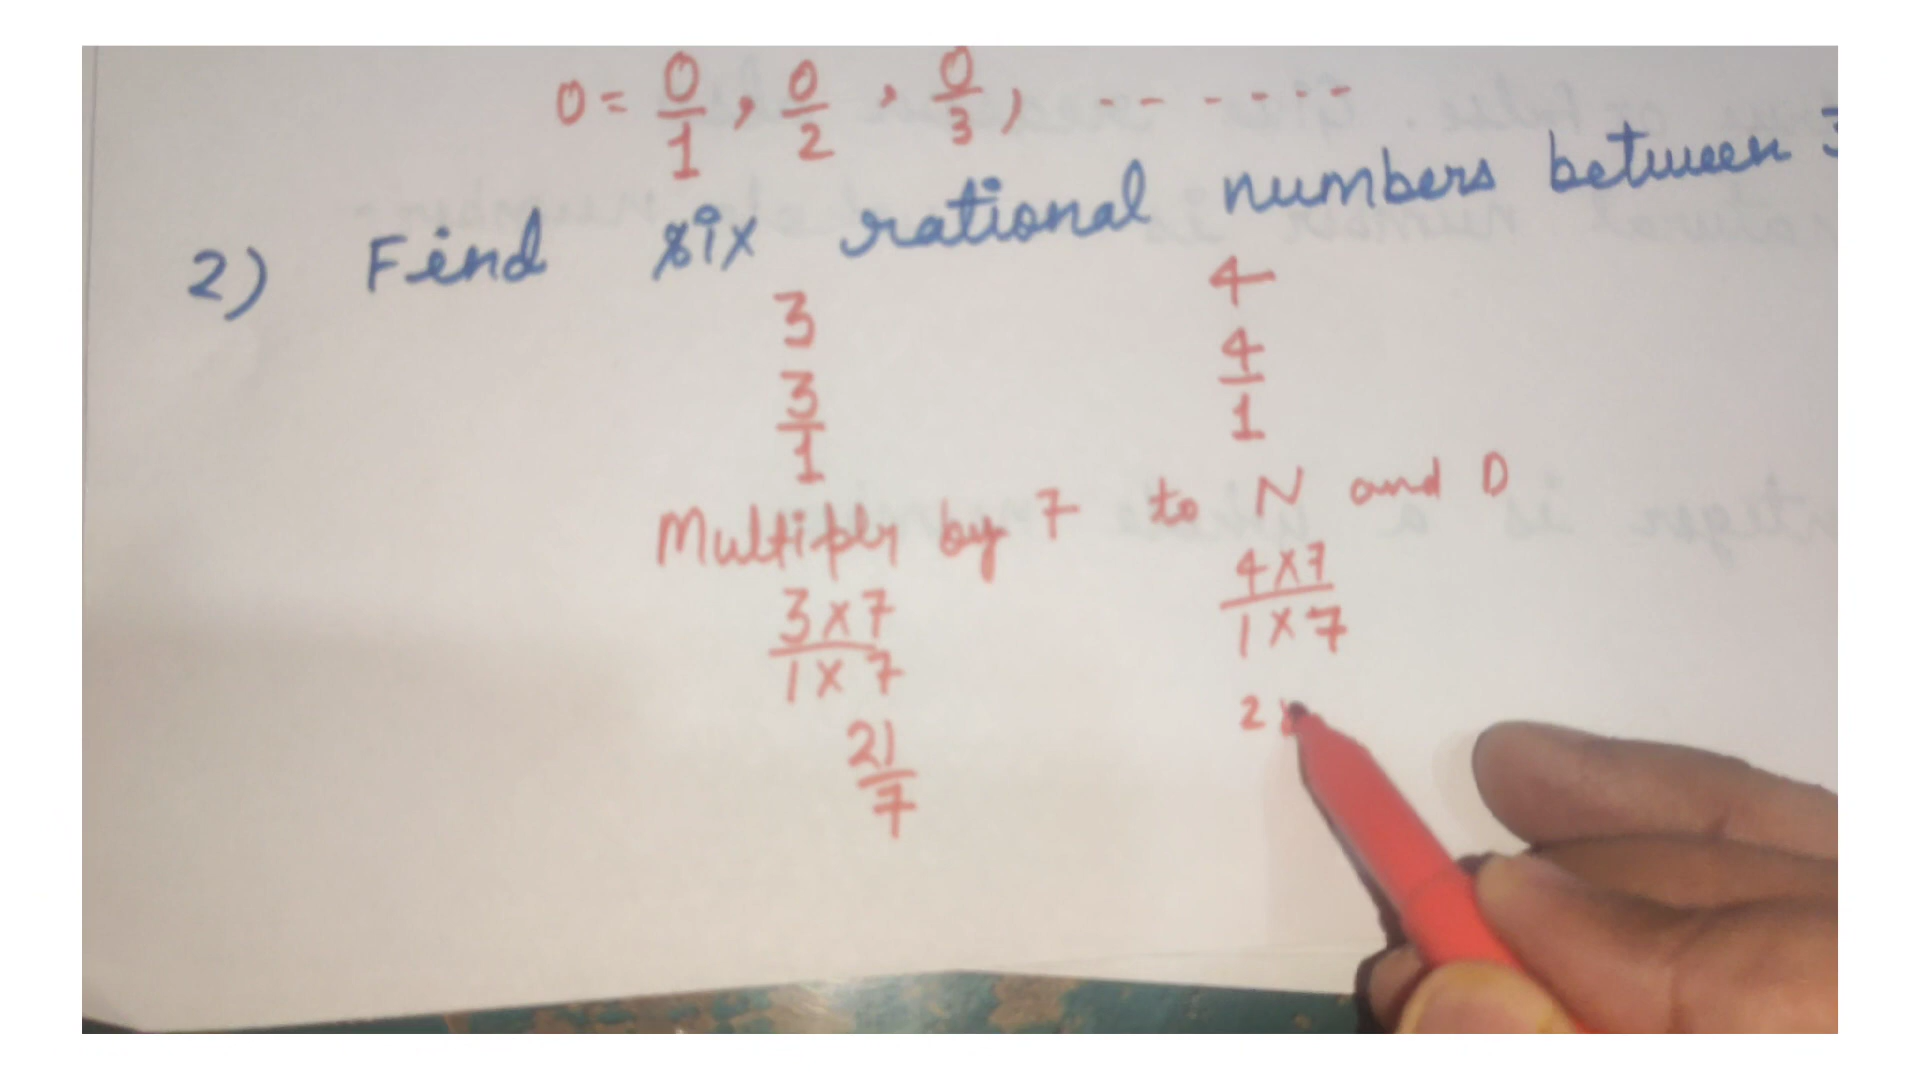 0 = 0/1, 0/2, 0/3, -------
2) Find six rational numbers between 3
3 4
3/1 4/1
Multiply by 7 to N and D
3×7/1×7 4×7/1×7
21/7 2